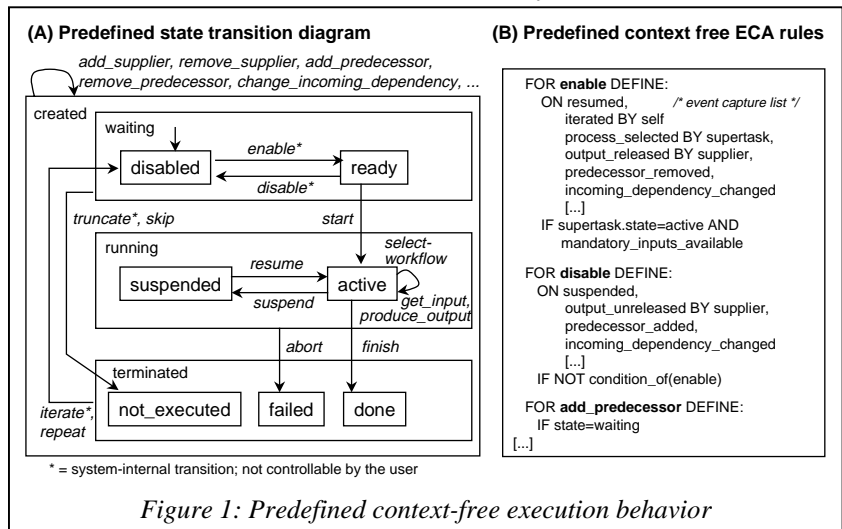 (A) Predefined state transition diagram
add_supplier, remove_supplier, add_predecessor,
remove_predecessor, change_incoming_dependency, ...
created
waiting
disabled
enable*
disable*
ready
truncate*, skip
start
running
suspended
resume
suspend
active
select-
workflow
get_input,
produce_output
abort
finish
terminated
not_executed
failed
done
iterate*,
repeat
* = system-internal transition; not controllable by the user
(B) Predefined context free ECA rules
FOR enable DEFINE:
ON resumed, /* event capture list */
iterated BY self
process_selected BY supertask,
output_released BY supplier,
predecessor_removed,
incoming_dependency_changed
[...]
IF supertask.state=active AND
mandatory_inputs_available
FOR disable DEFINE:
ON suspended,
output_unreleased BY supplier,
predecessor_added,
incoming_dependency_changed
[...]
IF NOT condition_of(enable)
FOR add_predecessor DEFINE:
IF state=waiting
[...]
Figure 1: Predefined context-free execution behavior